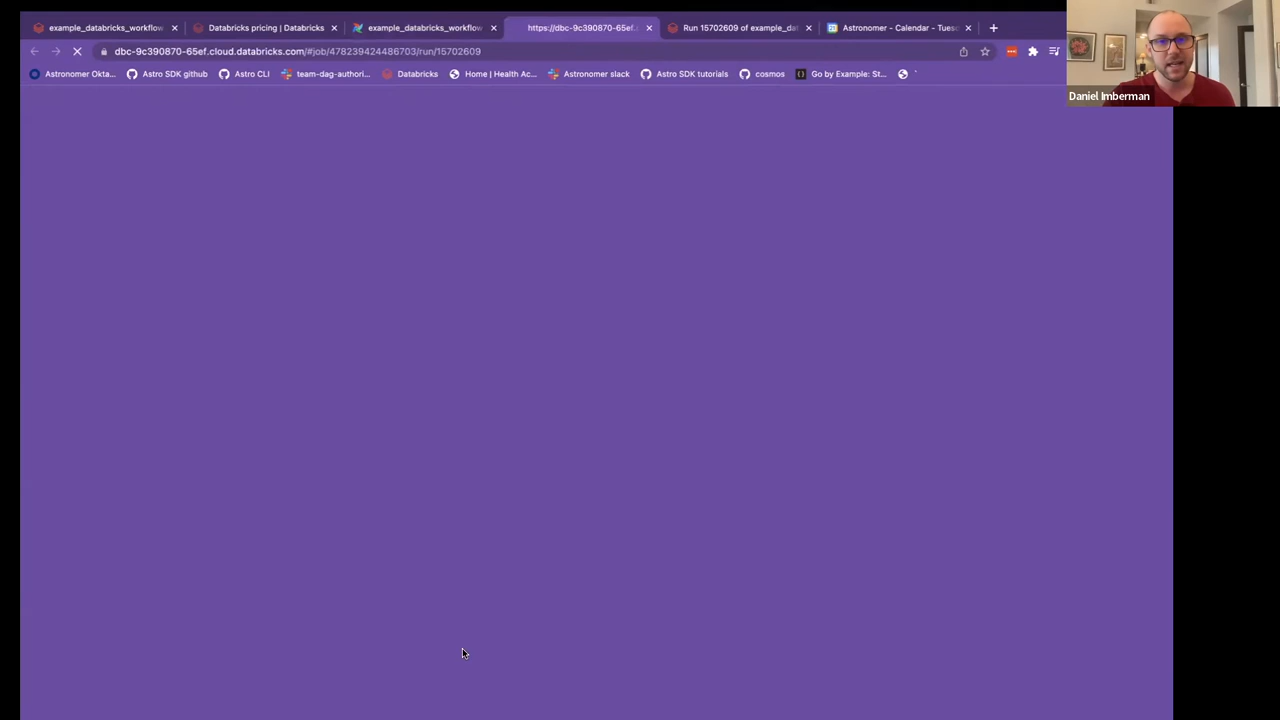 example_databricks_workflow
Databricks pricing | Databricks
example_databricks_workflow
https://dbc-9c390870-65ef.
Run 15702609 of example_dat
Astronomer - Calendar - Tues
dbc-9c390870-65ef.cloud.databricks.com/#job/478239424486703/run/15702609
Astronomer Okta...
Astro SDK github
Astro CLI
team-dag-authori...
Databricks
Home | Health Ac...
Astronomer slack
Astro SDK tutorials
cosmos
Go by Example: St...
Daniel Imberman